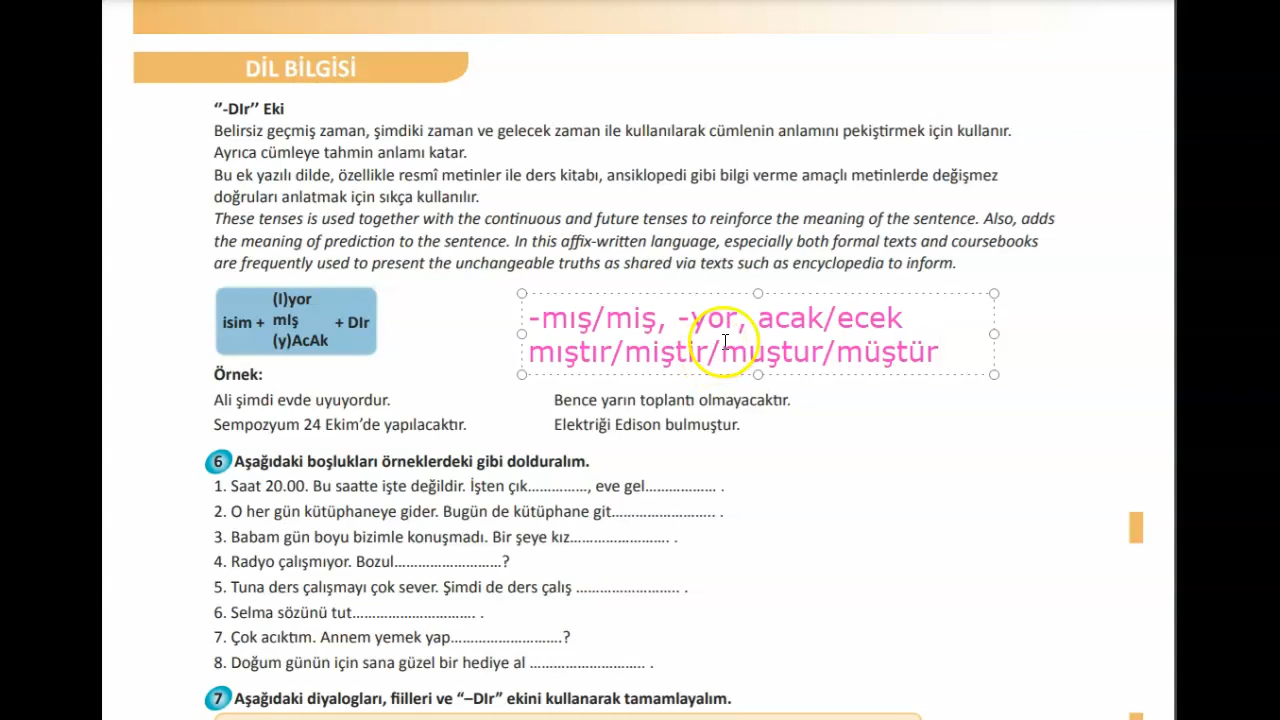 DİL BİLGİSİ
‘’-DIr’’ Eki
Belirsiz geçmiş zaman, şimdiki zaman ve gelecek zaman ile kullanılarak cümlenin anlamını pekiştirmek için kullanır.
Ayrıca cümleye tahmin anlamı katar.
Bu ek yazılı dilde, özellikle resmî metinler ile ders kitabı, ansiklopedi gibi bilgi verme amaçlı metinlerde değişmez
doğruları anlatmak için sıkça kullanılır.
These tenses is used together with the continuous and future tenses to reinforce the meaning of the sentence. Also, adds
the meaning of prediction to the sentence. In this affix-written language, especially both formal texts and coursebooks
are frequently used to present the unchangeable truths as shared via texts such as encyclopedia to inform.
(I)yor
isim + mIş + DIr
(y)AcAk
-mış/miş, -yor, acak/ecek
mıştır/miştir/muştur/müştür
Örnek:
Ali şimdi evde uyuyordur.
Bence yarın toplantı olmayacaktır.
Sempozyum 24 Ekim’de yapılacaktır.
Elektriği Edison bulmuştur.
6 Aşağıdaki boşlukları örneklerdeki gibi dolduralım.
1. Saat 20.00. Bu saatte işte değildir. İşten çık……………, eve gel……………… .
2. O her gün kütüphaneye gider. Bugün de kütüphane git…………………….. .
3. Babam gün boyu bizimle konuşmadı. Bir şeye kız……………………. .
4. Radyo çalışmıyor. Bozul………………………?
5. Tuna ders çalışmayı çok sever. Şimdi de ders çalış …………………….. .
6. Selma sözünü tut…………………………. .
7. Çok acıktım. Annem yemek yap……………………….?
8. Doğum günün için sana güzel bir hediye al ……………………….. .
7 Aşağıdaki diyalogları, fiilleri ve “–DIr” ekini kullanarak tamamlayalım.